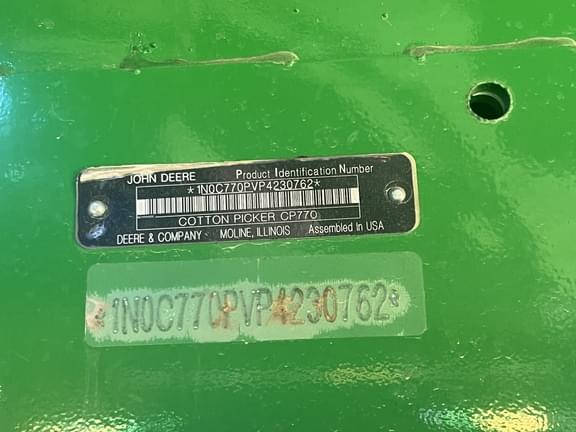 JOHN DEERE Product Identification Number
*1N0C770PVP4230762*
COTTON PICKER CP770
DEERE & COMPANY MOLINE, ILLINOIS Assembled In USA
*1N0C770PVP4230762*